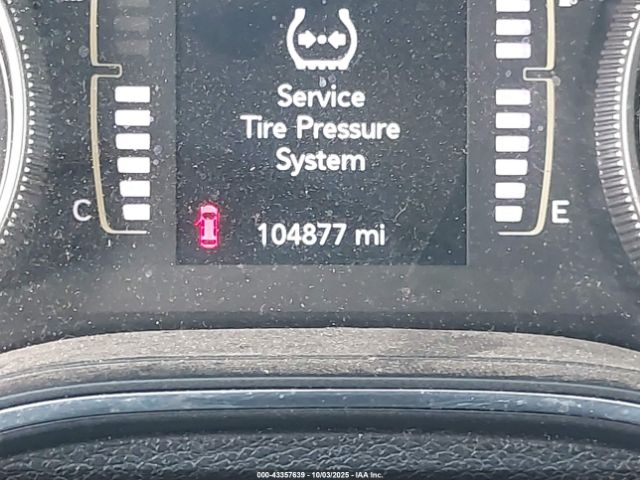 Service
Tire Pressure
System
C
E
104877 mi
000-43357639 - 10/03/2025 - IAA Inc.